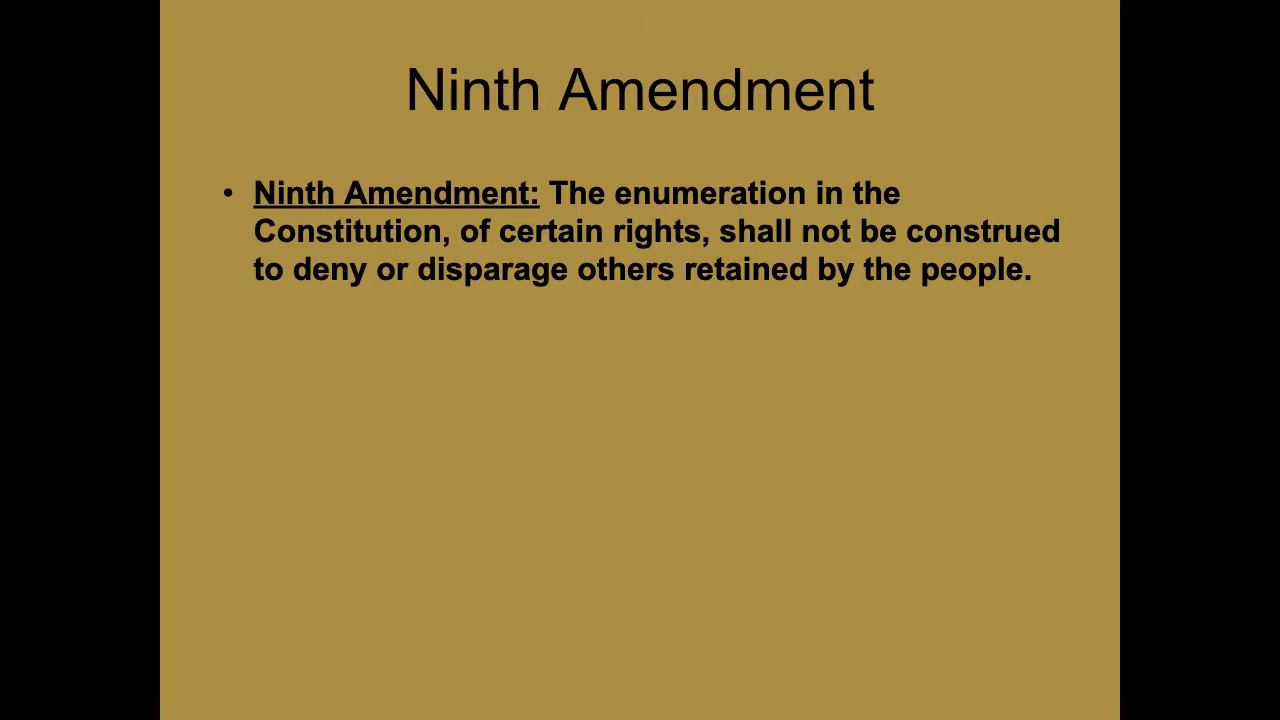 Ninth Amendment
• Ninth Amendment: The enumeration in the
Constitution, of certain rights, shall not be construed
to deny or disparage others retained by the people.